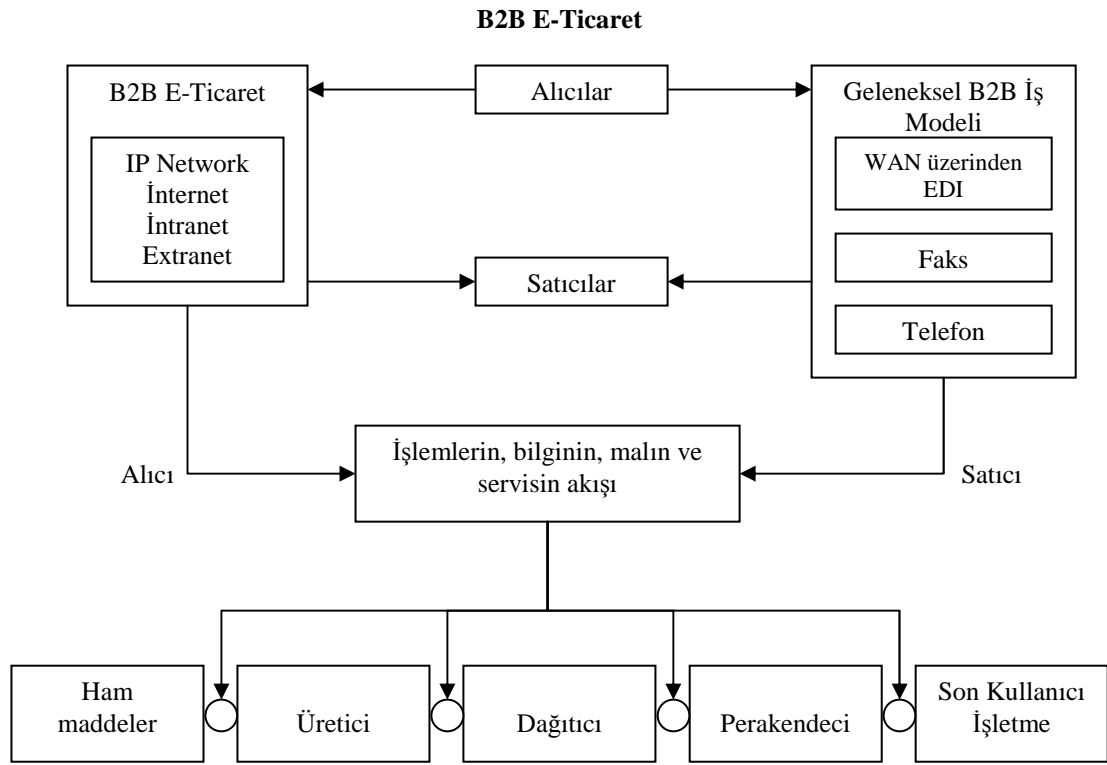 B2B E-Ticaret
B2B E-Ticaret
IP Network
İnternet
İntranet
Extranet
Alıcılar
Geleneksel B2B İş
Modeli
WAN üzerinden
EDI
Faks
Telefon
Satıcılar
Alıcı
İşlemlerin, bilginin, malın ve
servisin akışı
Satıcı
Ham
maddeler
Üretici
Dağıtıcı
Perakendeci
Son Kullanıcı
İşletme